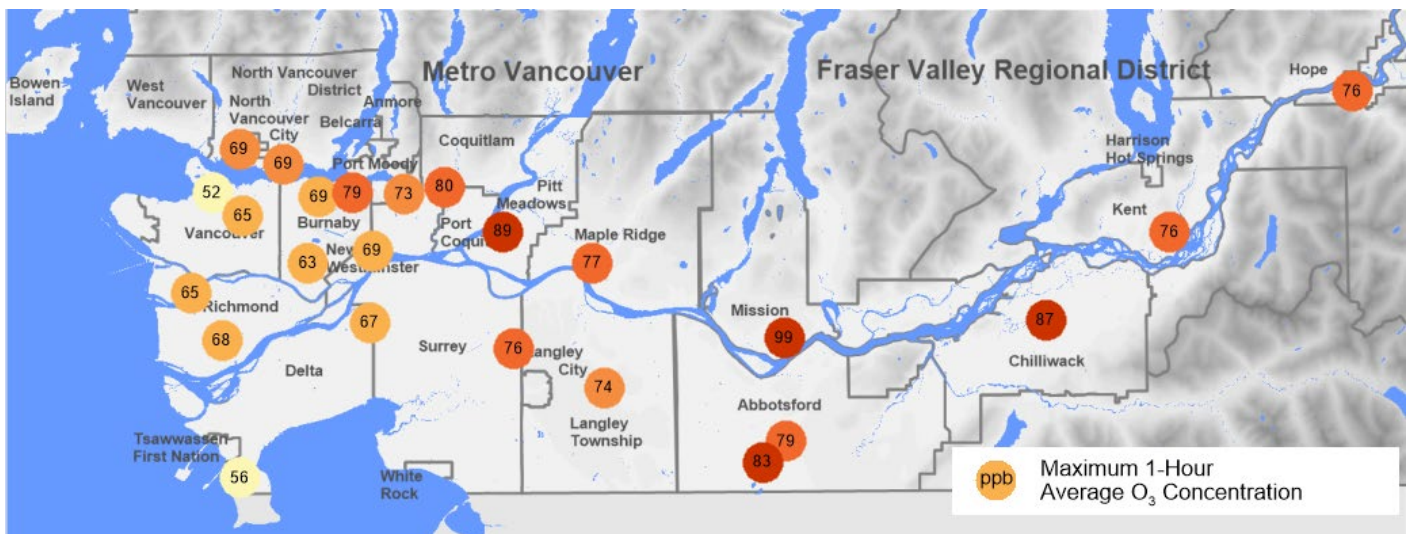 Metro Vancouver
Fraser Valley Regional District
Hope
76
Bowen
Island
West
Vancouver
North Vancouver
District
Anmore
North
Vancouver
City
Belcarra
Coquitlam
Harrison
Hot Springs
69
69
Port Moody
52
69
79
73
80
Pitt
Meadows
65
Burnaby
Vancouver
Port
Coquitlam
89
Maple Ridge
Kent
76
63
New
Westminster
69
77
65
Richmond
68
67
Mission
99
87
Chilliwack
Surrey
76
Langley
City
Delta
74
Langley
Township
Abbotsford
79
83
Tsawwassen
First Nation
56
White
Rock
ppb
Maximum 1-Hour
Average O₃ Concentration